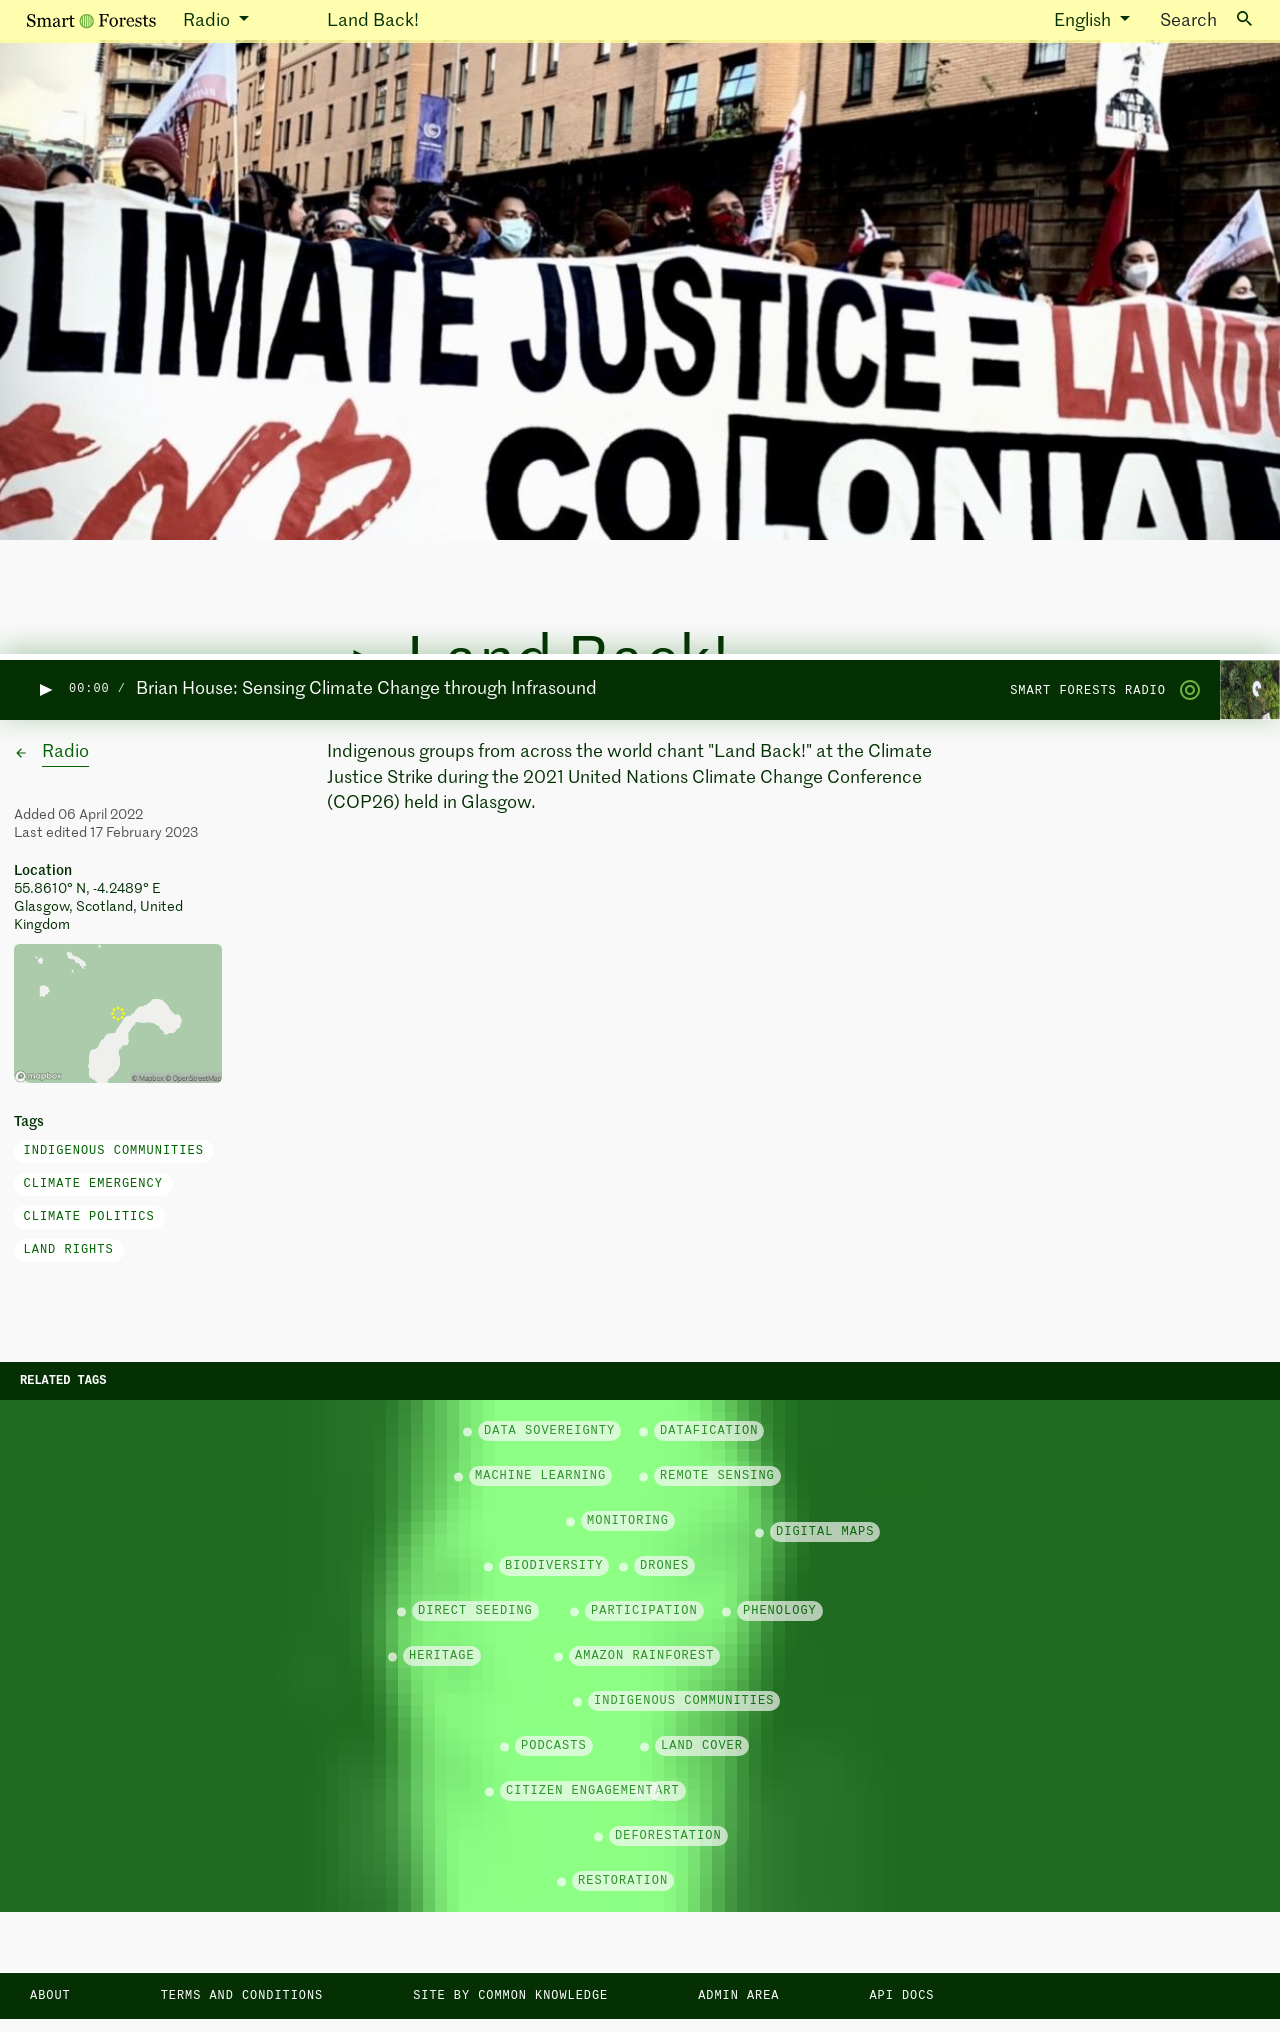 Smart Forests Radio Land Back! English Search
NO LIE?
CLIMATE JUSTICE = LAND
END COLONIAL
Land Back!
00:00 / Brian House: Sensing Climate Change through Infrasound SMART FORESTS RADIO
Radio
Indigenous groups from across the world chant "Land Back!" at the Climate
Justice Strike during the 2021 United Nations Climate Change Conference
(COP26) held in Glasgow.
Added 06 April 2022
Last edited 17 February 2023
Location
55.8610° N, -4.2489° E
Glasgow, Scotland, United
Kingdom
mapbox © Mapbox © OpenStreetMap
Tags
INDIGENOUS COMMUNITIES
CLIMATE EMERGENCY
CLIMATE POLITICS
LAND RIGHTS
RELATED TAGS
DATA SOVEREIGNTY DATAFICATION
MACHINE LEARNING REMOTE SENSING
MONITORING
DIGITAL MAPS
BIODIVERSITY DRONES
DIRECT SEEDING PARTICIPATION PHENOLOGY
HERITAGE AMAZON RAINFOREST
INDIGENOUS COMMUNITIES
PODCASTS LAND COVER
CITIZEN ENGAGEMENT ART
DEFORESTATION
RESTORATION
ABOUT TERMS AND CONDITIONS SITE BY COMMON KNOWLEDGE ADMIN AREA API DOCS